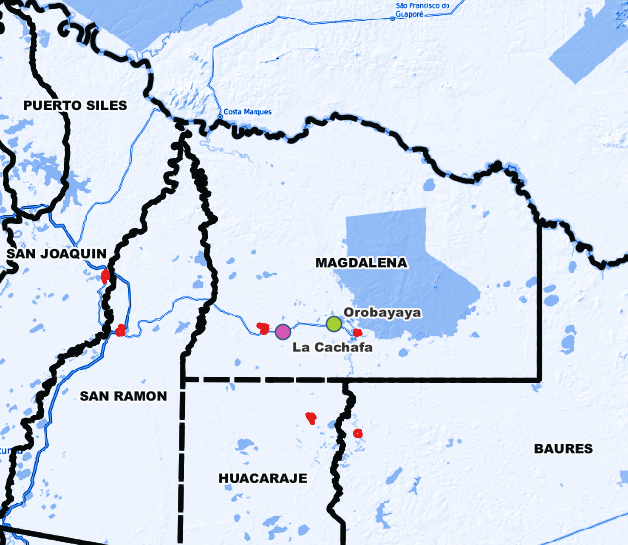 São Francisco do
Guaporé
PUERTO SILES
Costa Marques
SAN JOAQUIN
MAGDALENA
Orobayaya
La Cachafa
SAN RAMON
BAURES
HUACARAJE